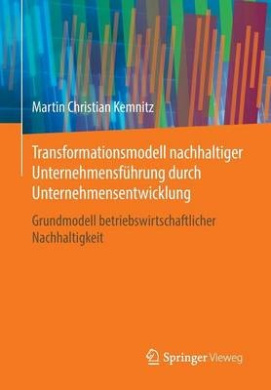 Martin Christian Kemnitz
Transformationsmodell nachhaltiger
Unternehmensführung durch
Unternehmensentwicklung
Grundmodell betriebswirtschaftlicher
Nachhaltigkeit
Springer Vieweg